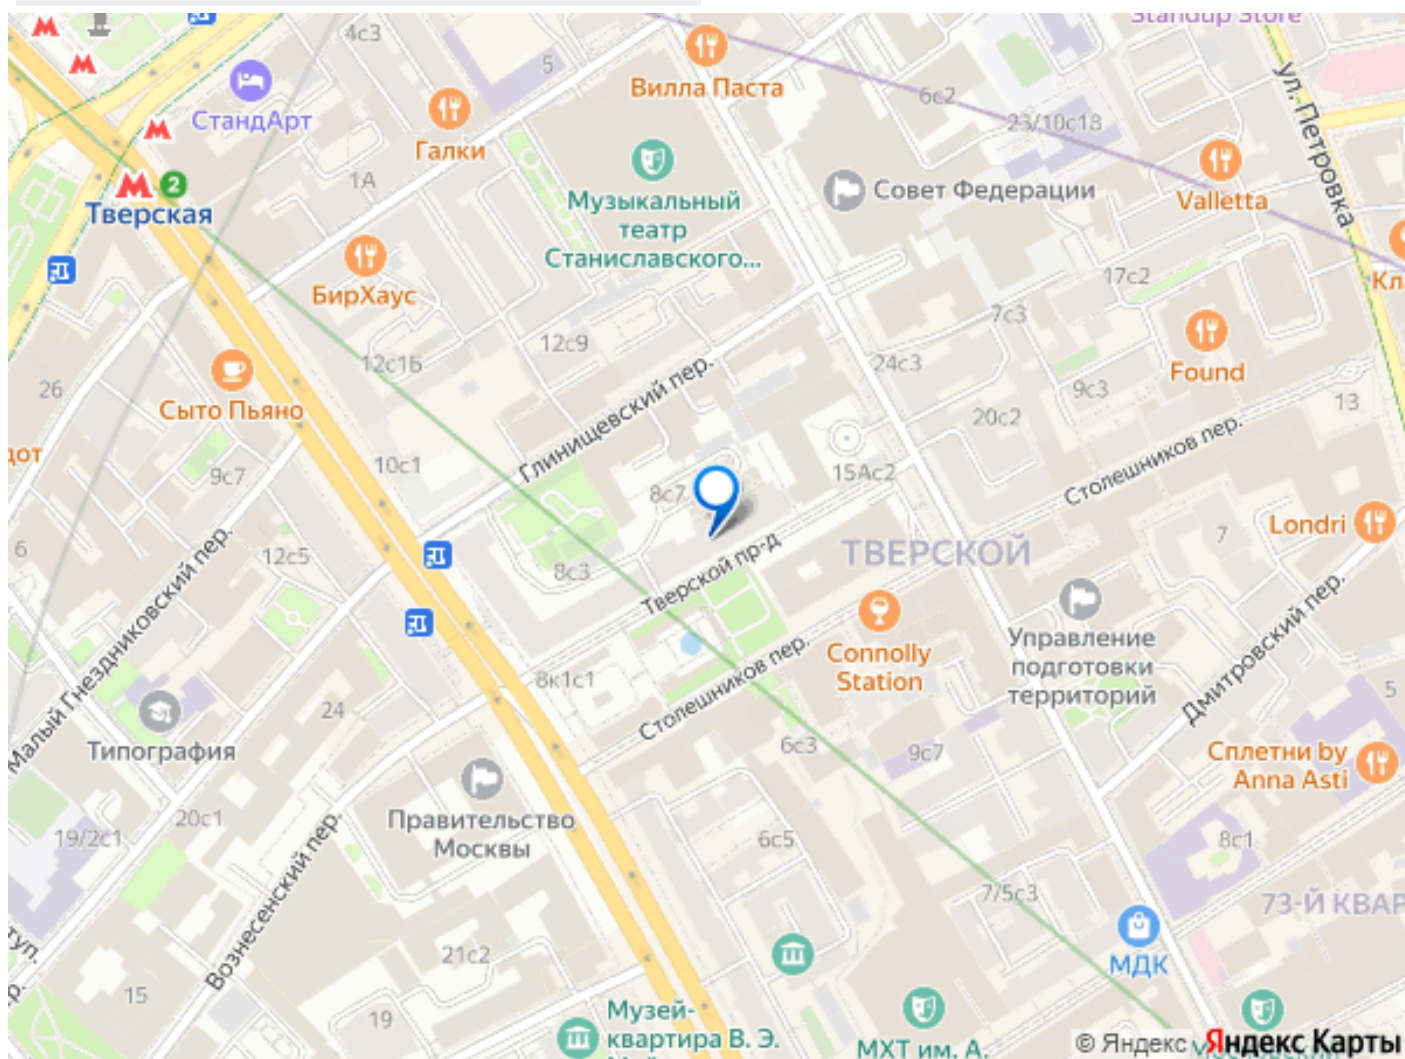 Standup Store
4с3
5
Вилла Паста
6с2
23/10с18
ул. Петровка
СтандАрт
Галки
1А
2
Тверская
Музыкальный
театр
Станиславского...
Совет Федерации
Valletta
БирХаус
17с2
Кла
7с3
12с9
12с1Б
24с3
Found
9с3
26
Сыто Пьяно
Глинищевский пер.
20с2
13
дот
10с1
9с7
8с7
15Ас2
Столешников пер.
Londri
7
6
12с5
ТВЕРСКОЙ
8с3
Тверской пр-д
Малый Гнездниковский пер.
Connolly
Station
Управление
подготовки
территорий
Дмитровский пер.
8к1с1
Столешников пер.
5
24
Типография
6с3
9с7
Сплетни by
Anna Asti
Правительство
Москвы
20с1
19/2с1
6с5
8с1
Вознесенский пер.
7/5с3
73-Й КВАР
туп.
21с2
МДК
р.
15
19
Музей-
квартира В. Э.
МХТ им. А.
© Яндекс Яндекс Карты